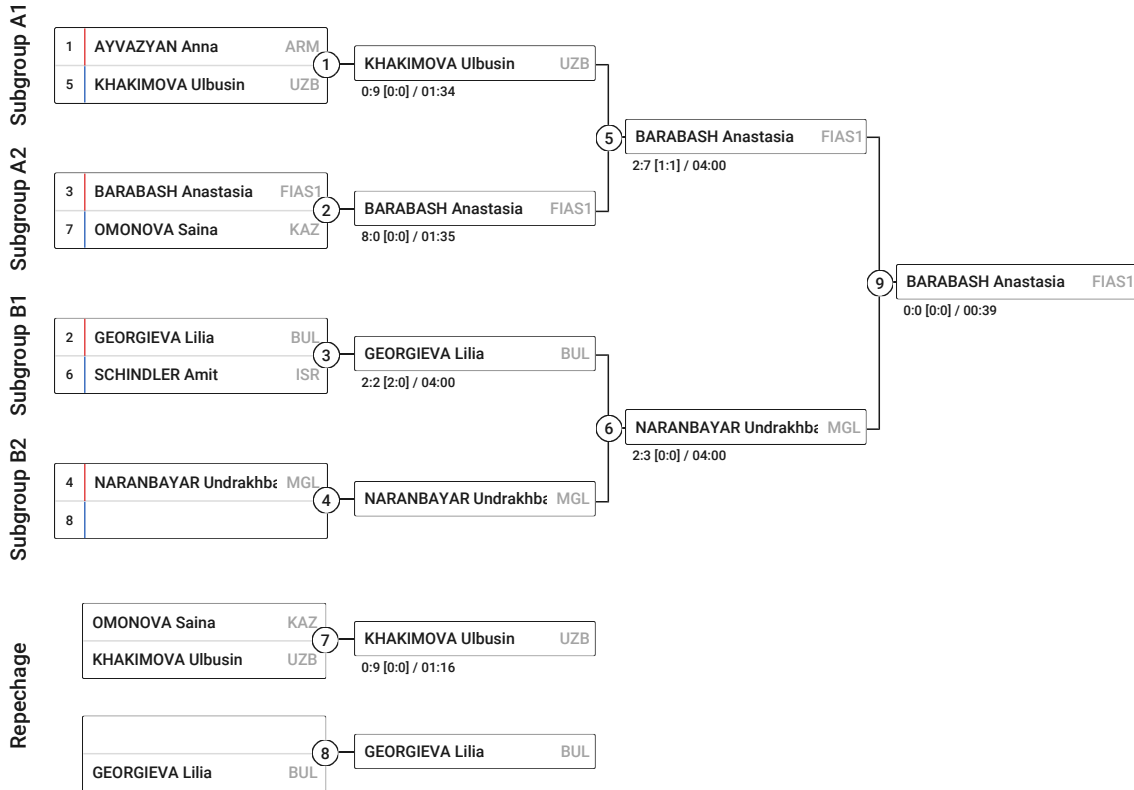 Subgroup A1
1 AYVAZYAN Anna ARM
5 KHAKIMOVA Ulbusin UZB
1
KHAKIMOVA Ulbusin UZB
0:9 [0:0] / 01:34
Subgroup A2
3 BARABASH Anastasia FIAS1
7 OMONOVA Saina KAZ
2
BARABASH Anastasia FIAS1
8:0 [0:0] / 01:35
5
BARABASH Anastasia FIAS1
2:7 [1:1] / 04:00
Subgroup B1
2 GEORGIEVA Lilia BUL
6 SCHINDLER Amit ISR
3
GEORGIEVA Lilia BUL
2:2 [2:0] / 04:00
Subgroup B2
4 NARANBAYAR Undrakhba MGL
8
4
NARANBAYAR Undrakhba MGL
6
NARANBAYAR Undrakhba MGL
2:3 [0:0] / 04:00
9
BARABASH Anastasia FIAS1
0:0 [0:0] / 00:39
Repechage
OMONOVA Saina KAZ
KHAKIMOVA Ulbusin UZB
7
KHAKIMOVA Ulbusin UZB
0:9 [0:0] / 01:16
GEORGIEVA Lilia BUL
8
GEORGIEVA Lilia BUL